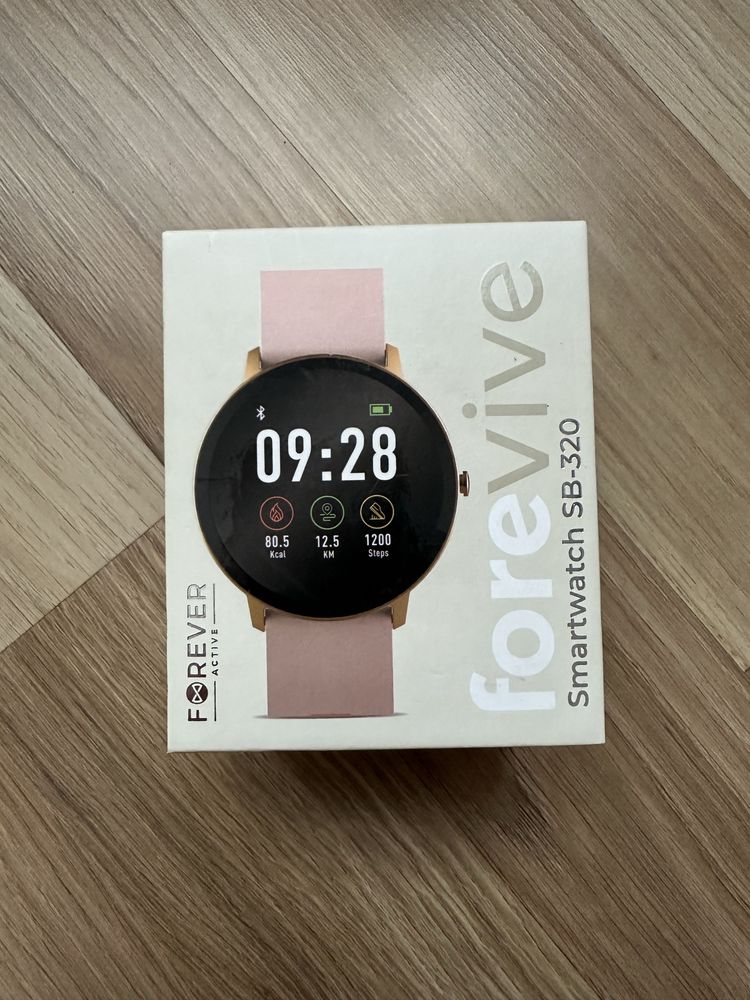 09:28
80.5 12.5 1200
Kcal KM Steps
FOREVER
ACTIVE
forevive
Smartwatch SB-320